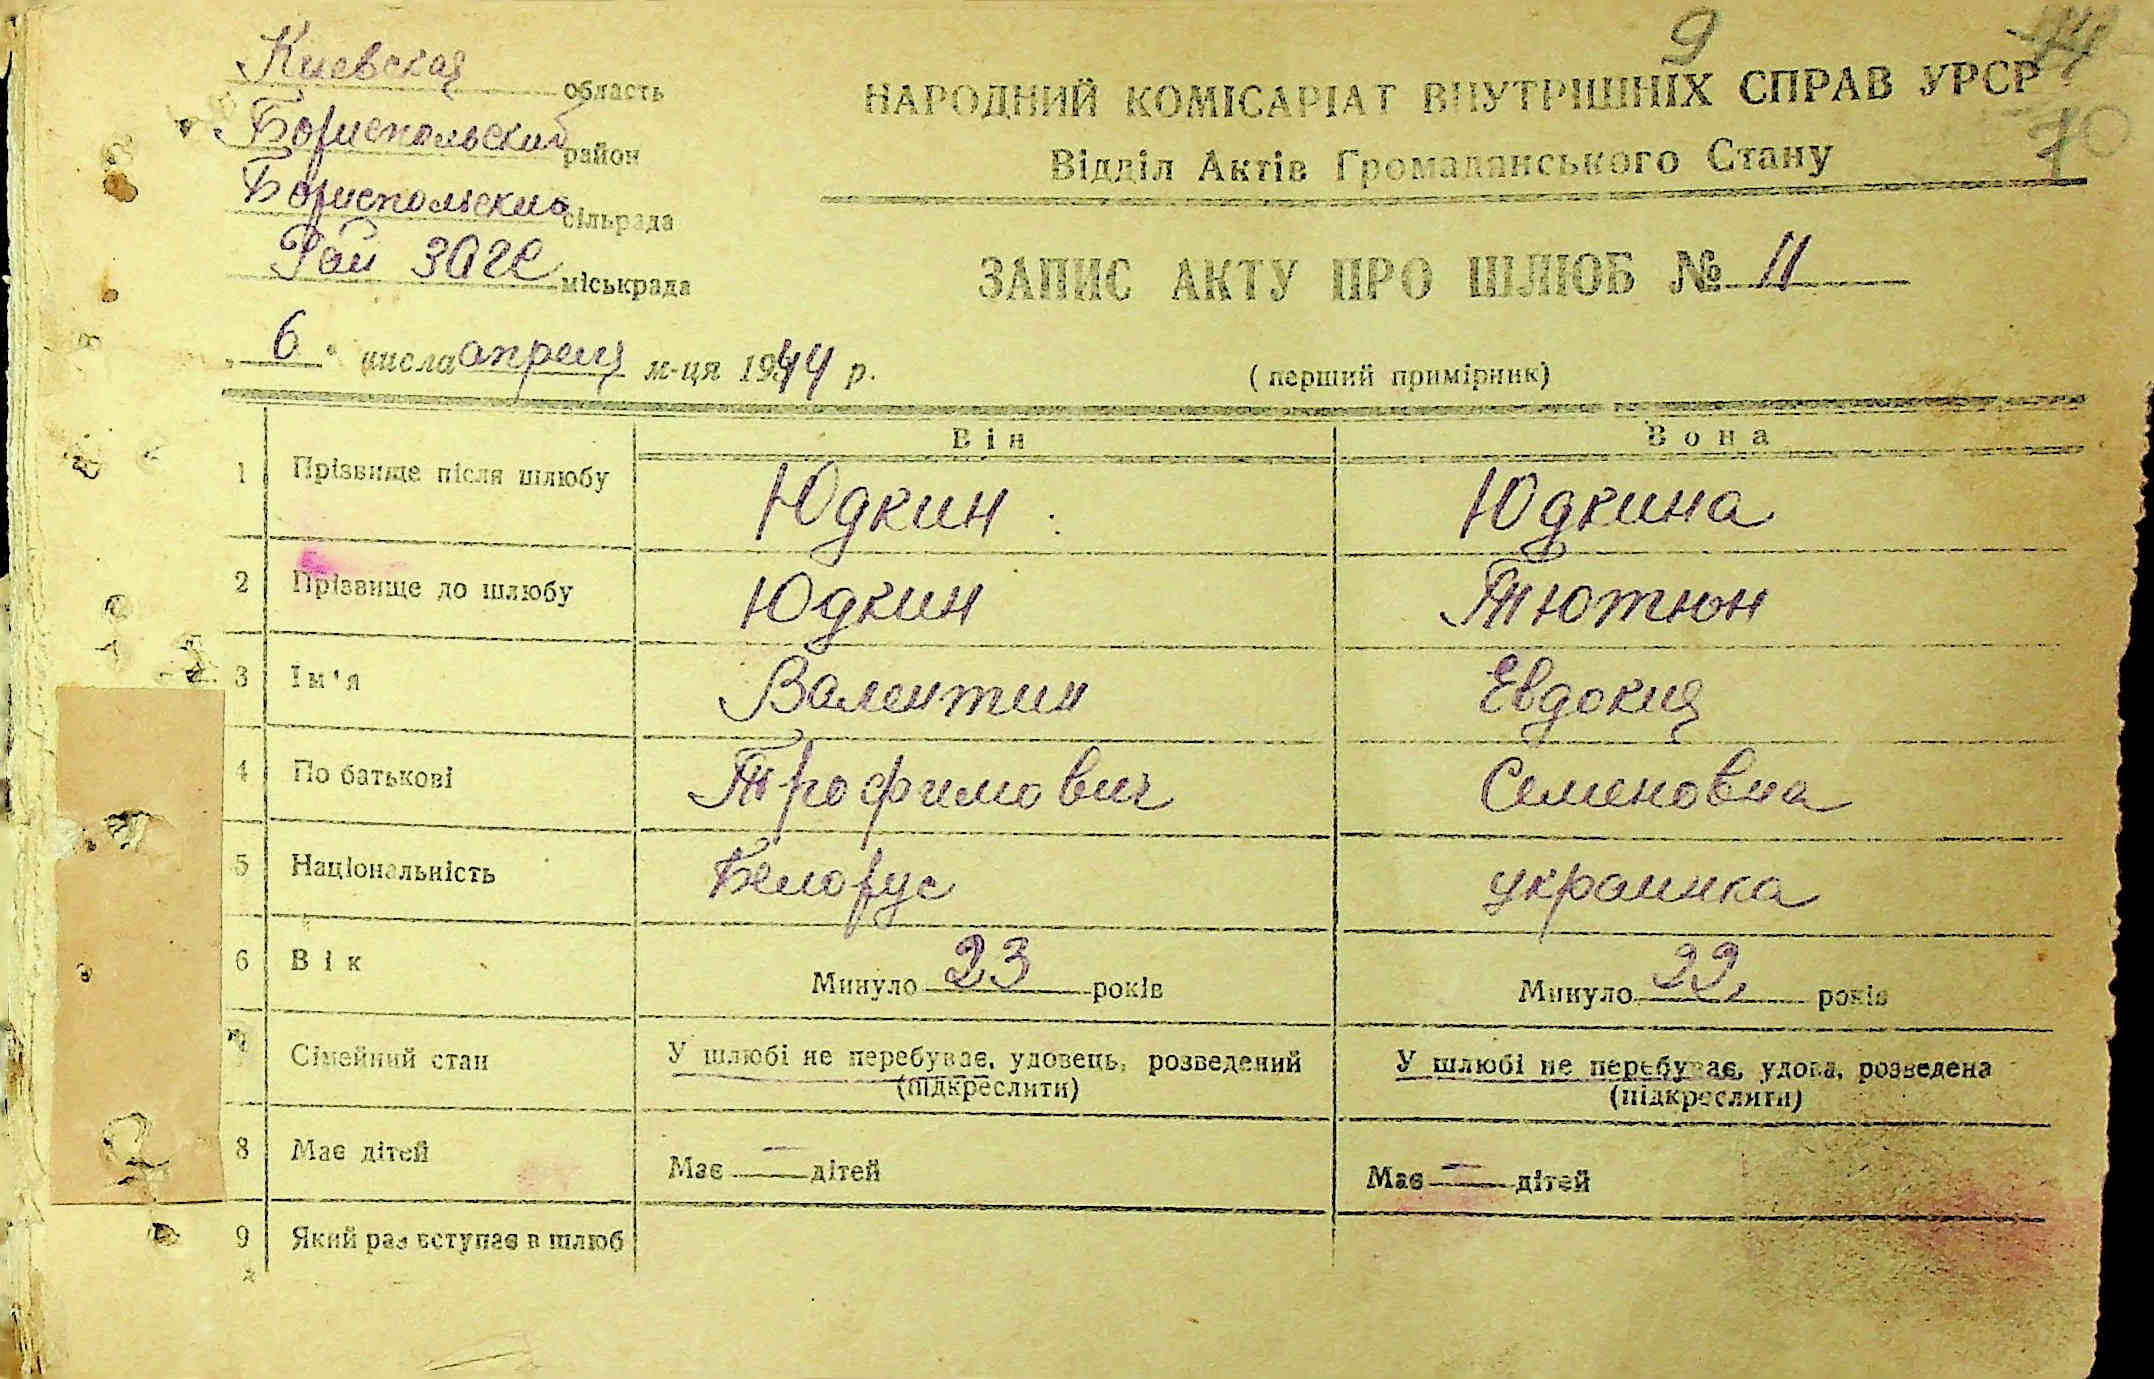 9
44
70
Киевская область
Бориспольский район
Бориспольский сільрада
Рай ЗАГС міськрада
НАРОДНИЙ КОМІСАРІАТ ВНУТРІШНІХ СПРАВ УРСР
Відділ Актів Громадянського Стану
ЗАПИС АКТУ ПРО ШЛЮБ № 11
„ 6 " числа апреля м-ця 1944 р.
(перший примірник)
Він Вона
1 Прізвище після шлюбу Юдкин Юдкина
2 Прізвище до шлюбу Юдкин Тютюн
3 Ім'я Валентин Евдокия
4 По батькові Трофимович Семеновна
5 Національність Белорус украинка
6 Вік Минуло 23 років Минуло 22 років
7 Сімейний стан У шлюбі не перебуває, удовець, розведений У шлюбі не перебуває, удова, розведена
(підкреслити) (підкреслити)
8 Має дітей Має — дітей Має — дітей
9 Який раз вступає в шлюб